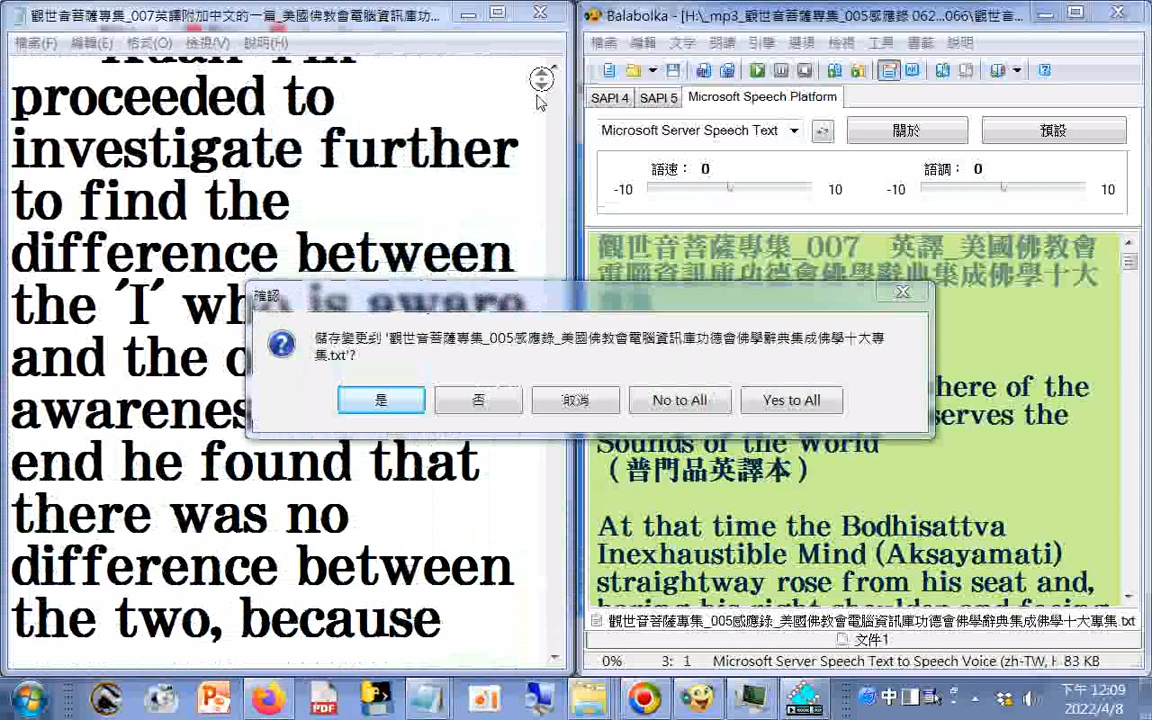 觀世音菩薩專集_007英譯附加中文的一篇_美國佛教會電腦資訊庫功...
檔案(F) 編輯(E) 格式(O) 檢視(V) 說明(H)
proceeded to
investigate further
to find the
difference between
the 'I' who is aware
and the o
awarenes
end he found that
there was no
difference between
the two, because
Balabolka - [H:\_mp3_觀世音菩薩專集_005感應錄 062...066\觀世音...
檔案 編輯 文字 朗讀 引擎 選項 檢視 工具 書籤 說明
SAPI 4 SAPI 5 Microsoft Speech Platform
Microsoft Server Speech Text 關於 預設
語速: 0 語調: 0
-10 10 -10 10
觀世音菩薩專集_007 英譯_美國佛教會
電腦資訊庫功德會佛學辭典集成佛學十大
here of the
serves the
Sounds of the World
（普門品英譯本）
At that time the Bodhisattva
Inexhaustible Mind (Aksayamati)
straightway rose from his seat and,
baring his right shoulder and facing
觀世音菩薩專集_005感應錄_美國佛教會電腦資訊庫功德會佛學辭典集成佛學十大專集.txt
文件1
0% 3: 1 Microsoft Server Speech Text to Speech Voice (zh-TW, H 83 KB
確認
儲存變更到 '觀世音菩薩專集_005感應錄_美國佛教會電腦資訊庫功德會佛學辭典集成佛學十大專
集.txt'?
是 否 取消 No to All Yes to All
中
下午 12:09
2022/4/8